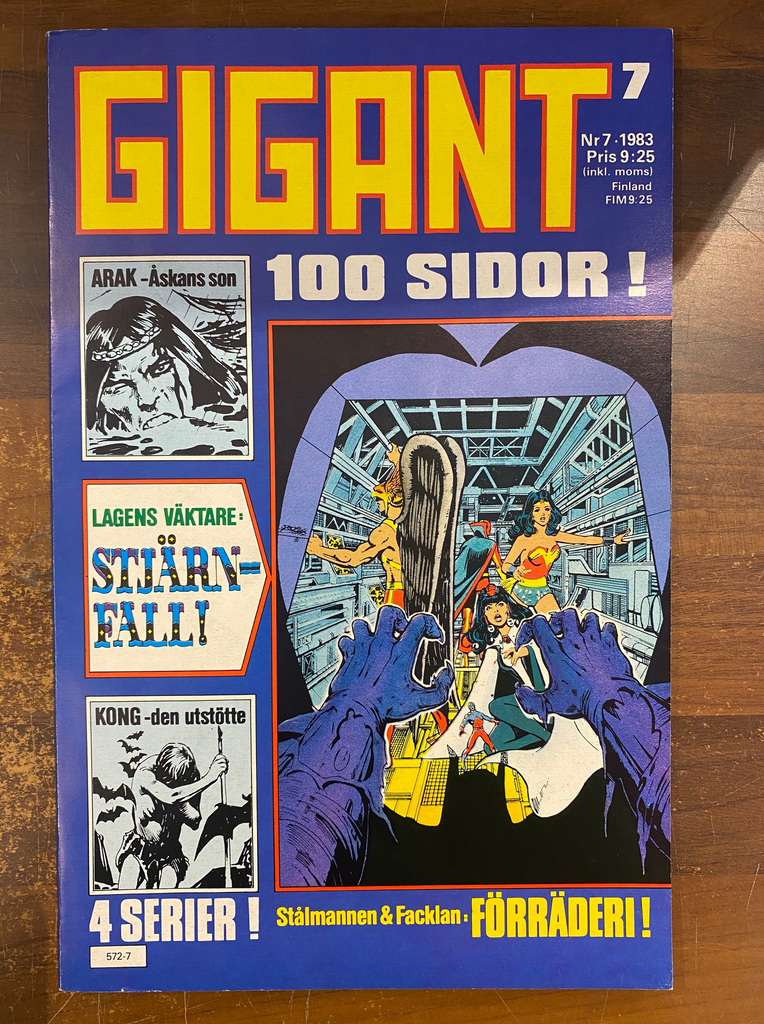 GIGANT
7
Nr 7 · 1983
Pris 9:25
(inkl. moms)
Finland
FIM 9:25
100 SIDOR !
ARAK - Åskans son
LAGENS VÄKTARE:
STJÄRN-
FALL!
KONG - den utstötte
4 SERIER !
Stålmannen & Facklan: FÖRRÄDERI !
572-7